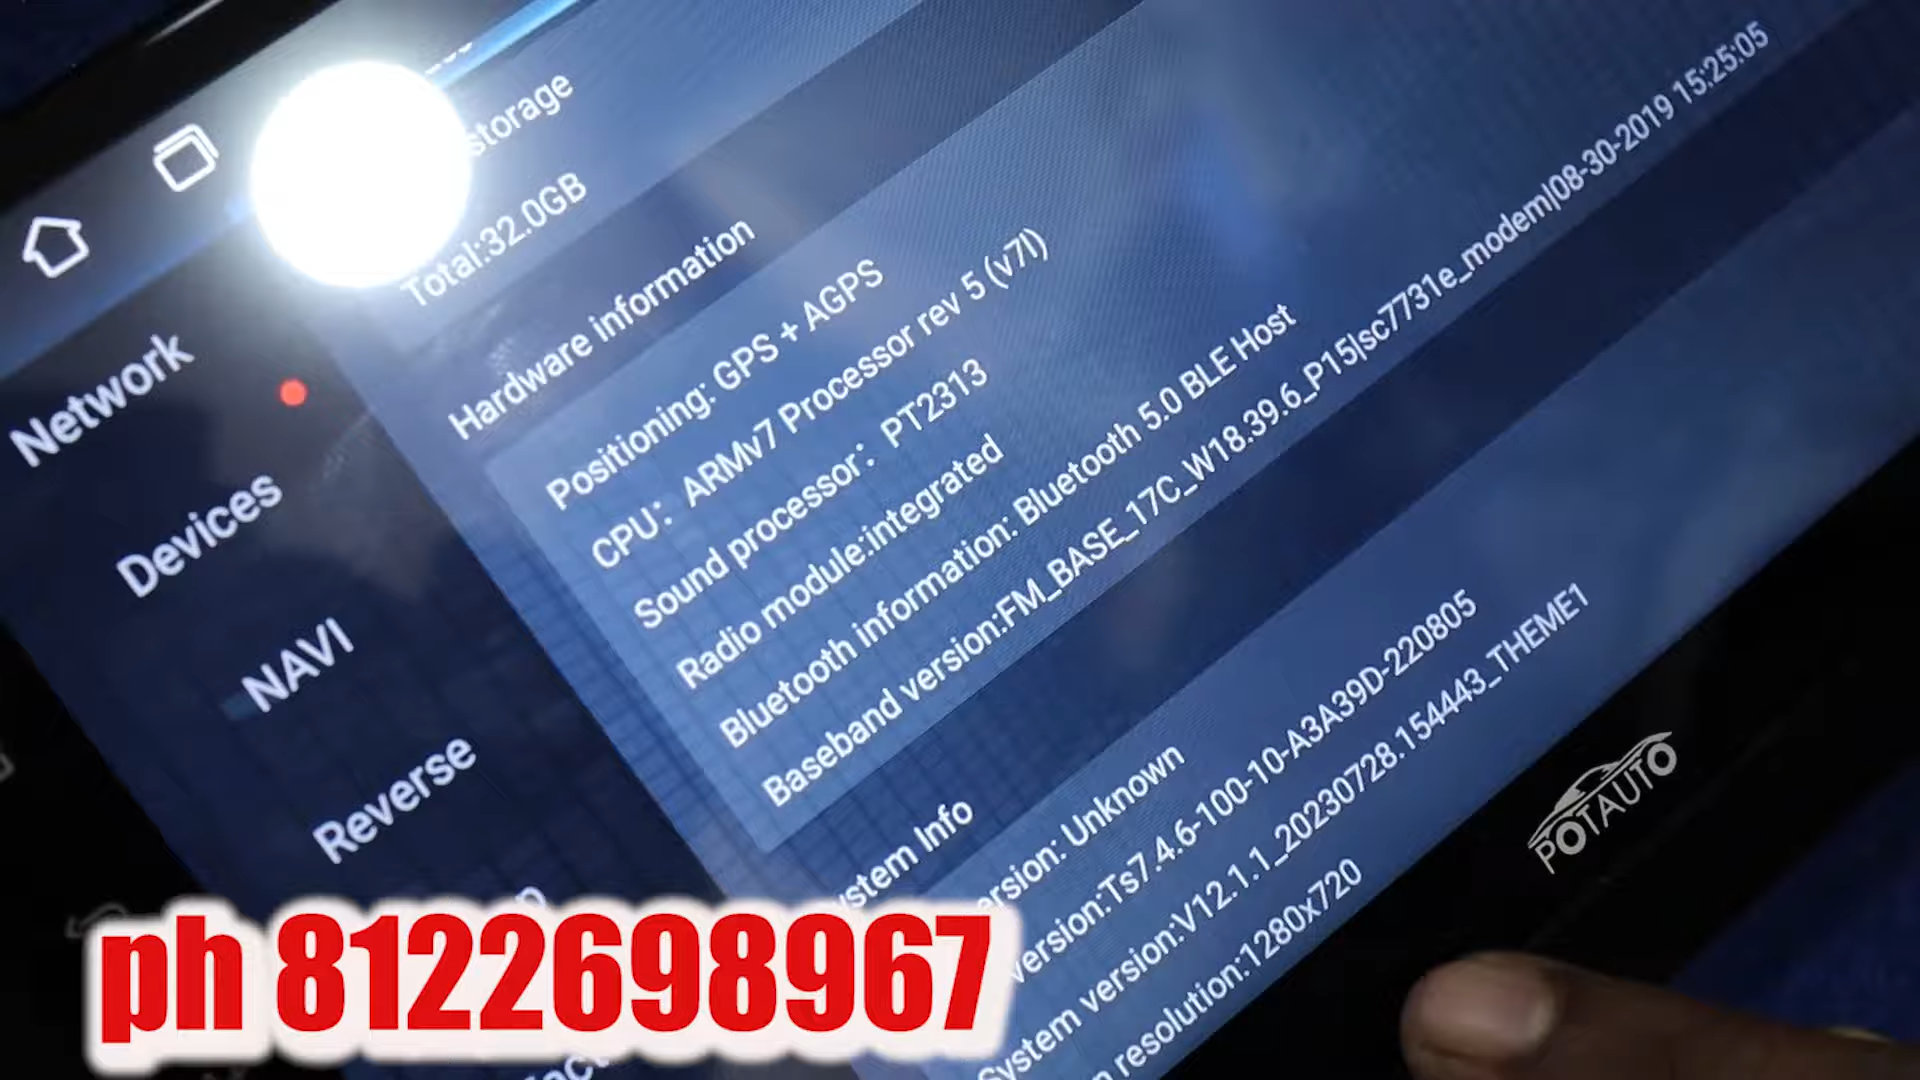 storage
Total:32.0GB
Hardware information
Positioning: GPS + AGPS
CPU: ARMv7 Processor rev 5 (v7l)
Sound processor: PT2313
Radio module:integrated
Bluetooth information: Bluetooth 5.0 BLE Host
Baseband version:FM_BASE_17C_W18.39.6_P15|sc7731e_modem|08-30-2019 15:25:05
Network
Devices
NAVI
Reverse
ystem Info
ersion: Unknown
version:Ts7.4.6-100-10-A3A39D-220805
System version:V12.1.1_20230728.154443_THEME1
n resolution:1280x720
POTAUTO
ph 8122698967